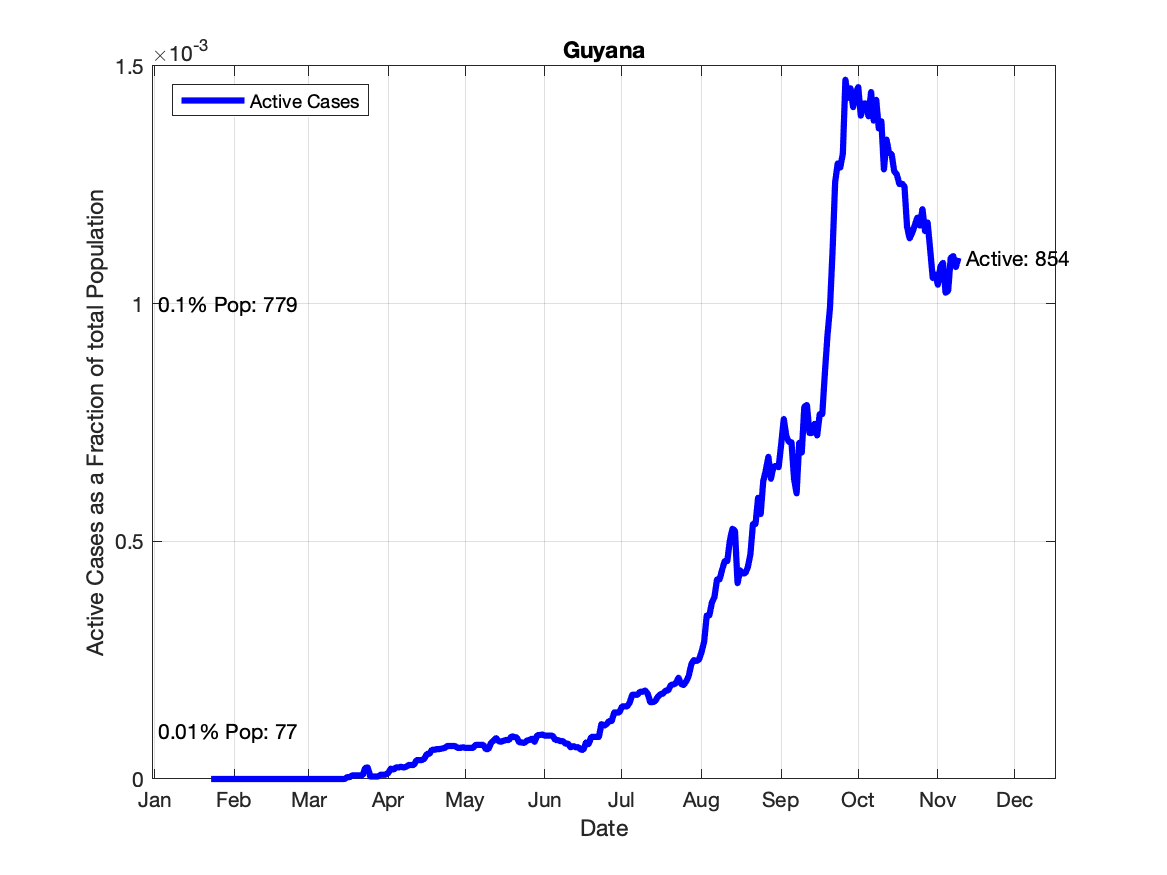 Guyana
×10-3
1.5
Active Cases
Active: 854
1
0.1% Pop: 779
0.5
0.01% Pop: 77
0
Jan Feb Mar Apr May Jun Jul Aug Sep Oct Nov Dec
Date
Active Cases as a Fraction of total Population